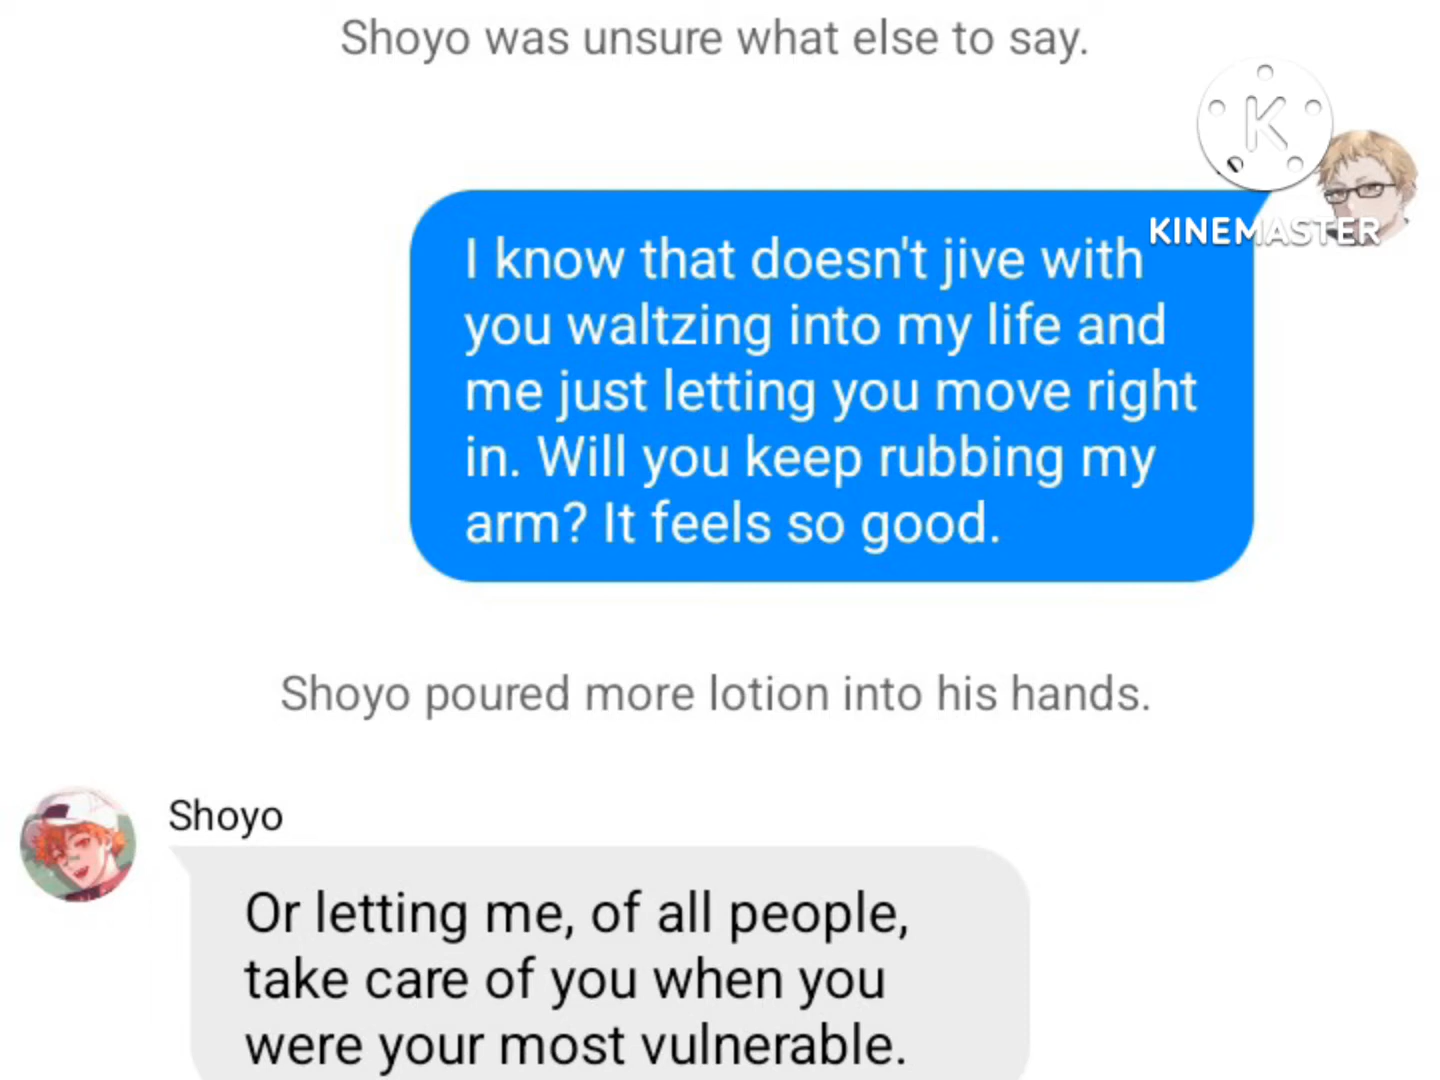 Shoyo was unsure what else to say.
K
KINEMASTER
I know that doesn't jive with
you waltzing into my life and
me just letting you move right
in. Will you keep rubbing my
arm? It feels so good.
Shoyo poured more lotion into his hands.
Shoyo
Or letting me, of all people,
take care of you when you
were your most vulnerable.